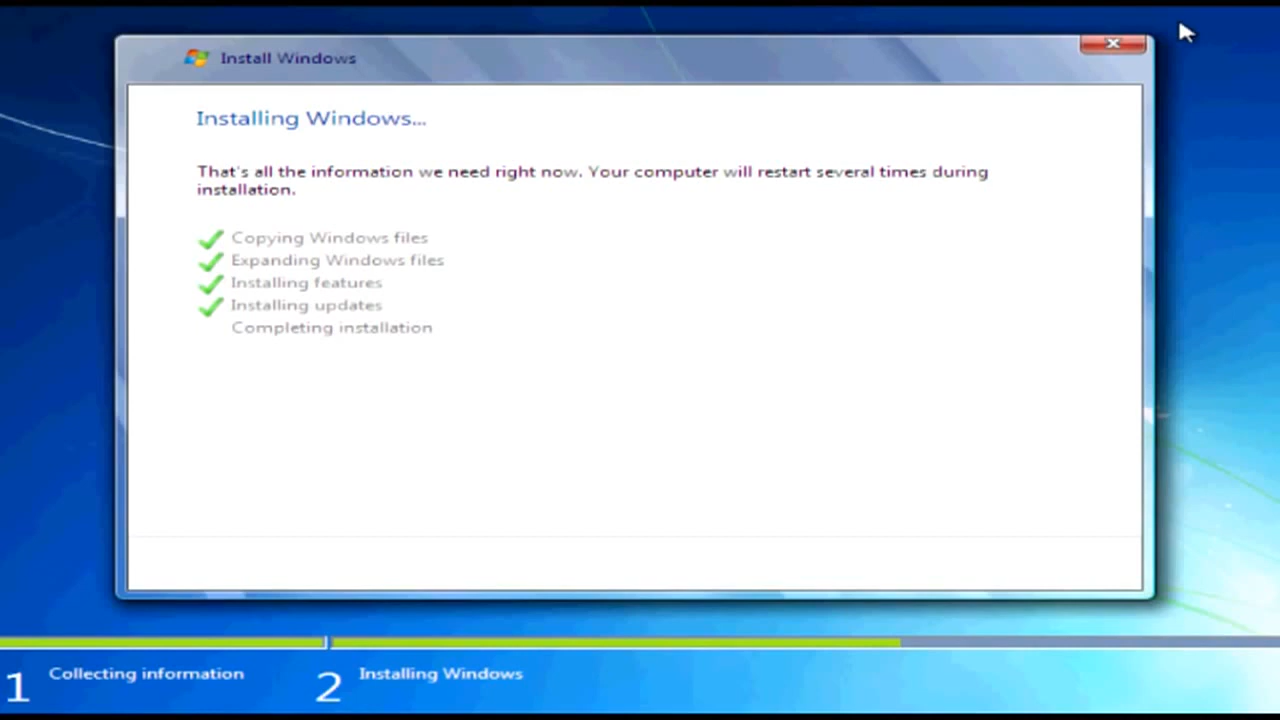 Install Windows
Installing Windows...
That's all the information we need right now. Your computer will restart several times during
installation.
Copying Windows files
Expanding Windows files
Installing features
Installing updates
Completing installation
1 Collecting information
2 Installing Windows